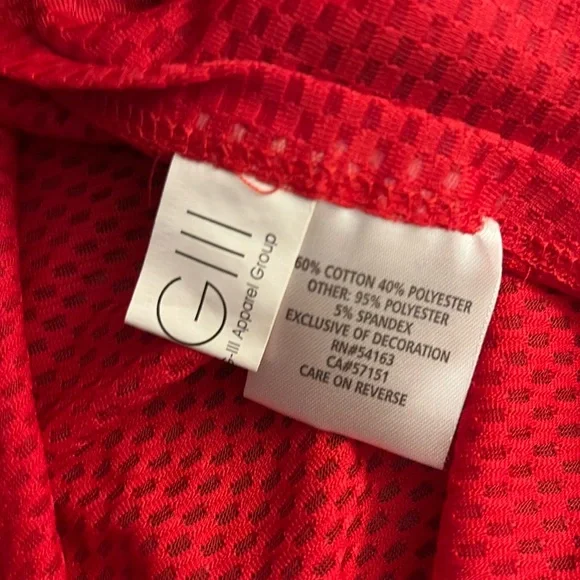 GIII
-III Apparel Group
60% COTTON 40% POLYESTER
OTHER: 95% POLYESTER
5% SPANDEX
EXCLUSIVE OF DECORATION
RN#54163
CA#57151
CARE ON REVERSE